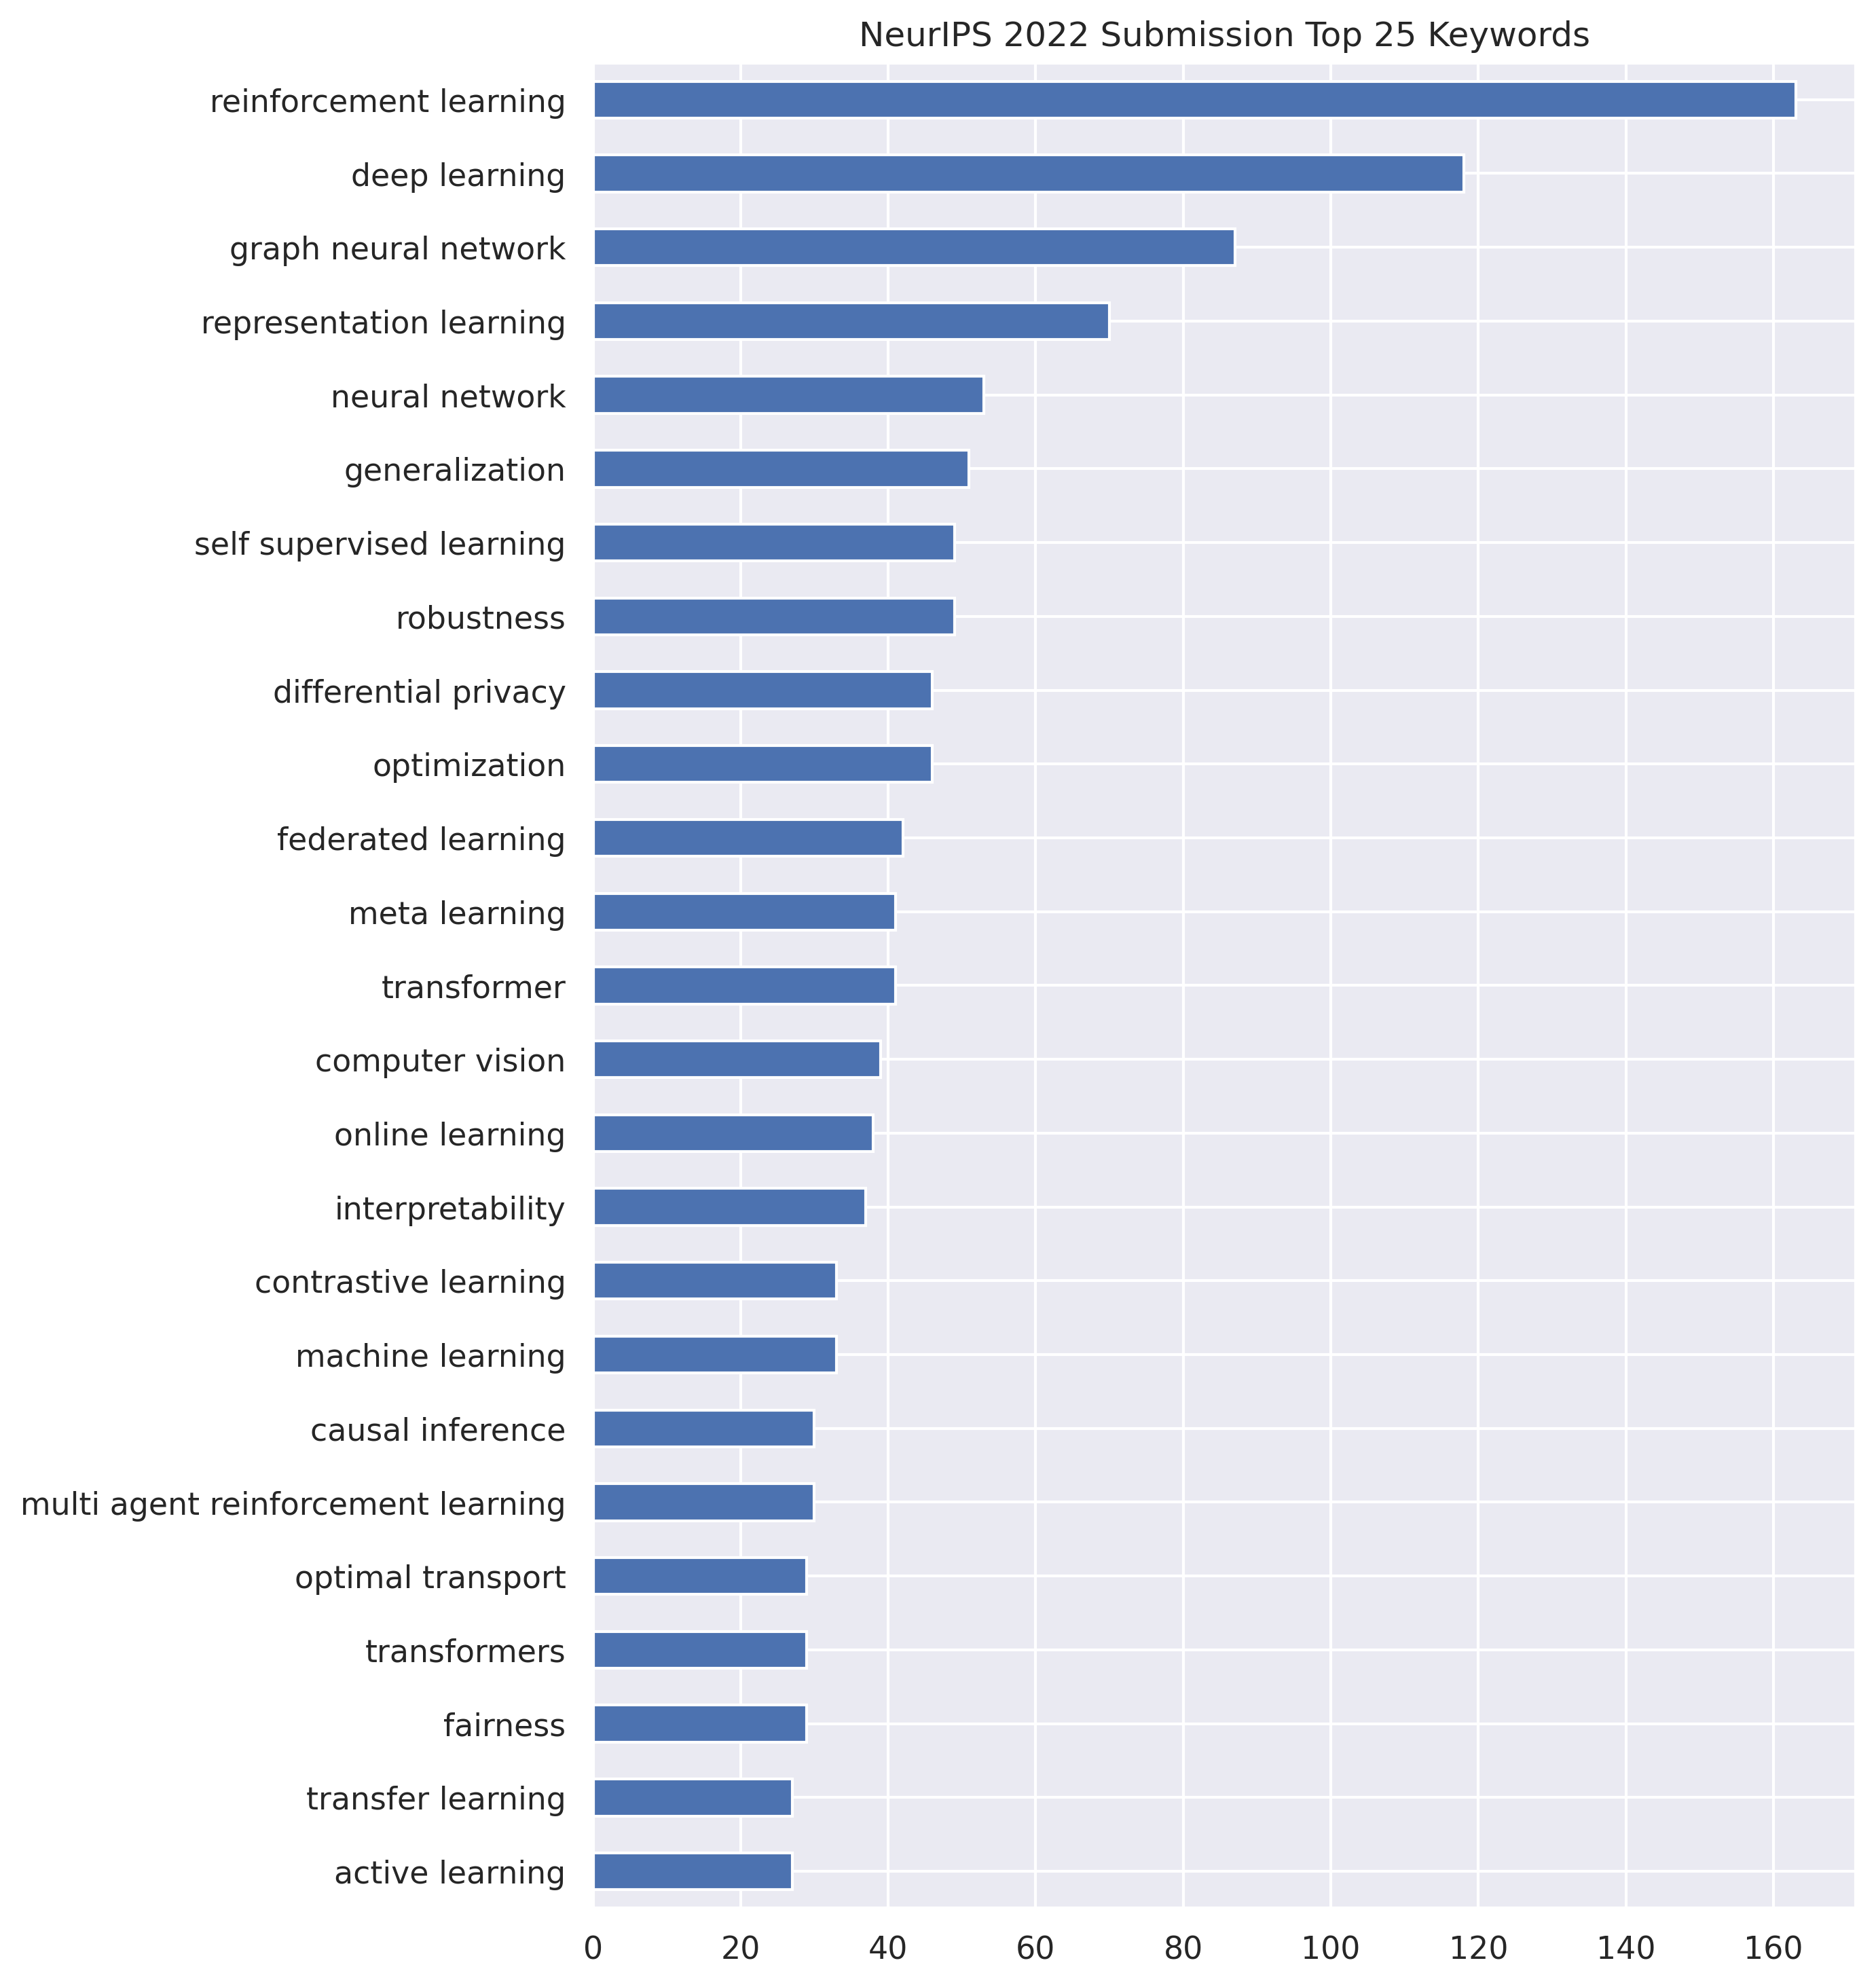 NeurIPS 2022 Submission Top 25 Keywords
reinforcement learning
deep learning
graph neural network
representation learning
neural network
generalization
self supervised learning
robustness
differential privacy
optimization
federated learning
meta learning
transformer
computer vision
online learning
interpretability
contrastive learning
machine learning
causal inference
multi agent reinforcement learning
optimal transport
transformers
fairness
transfer learning
active learning
0 20 40 60 80 100 120 140 160